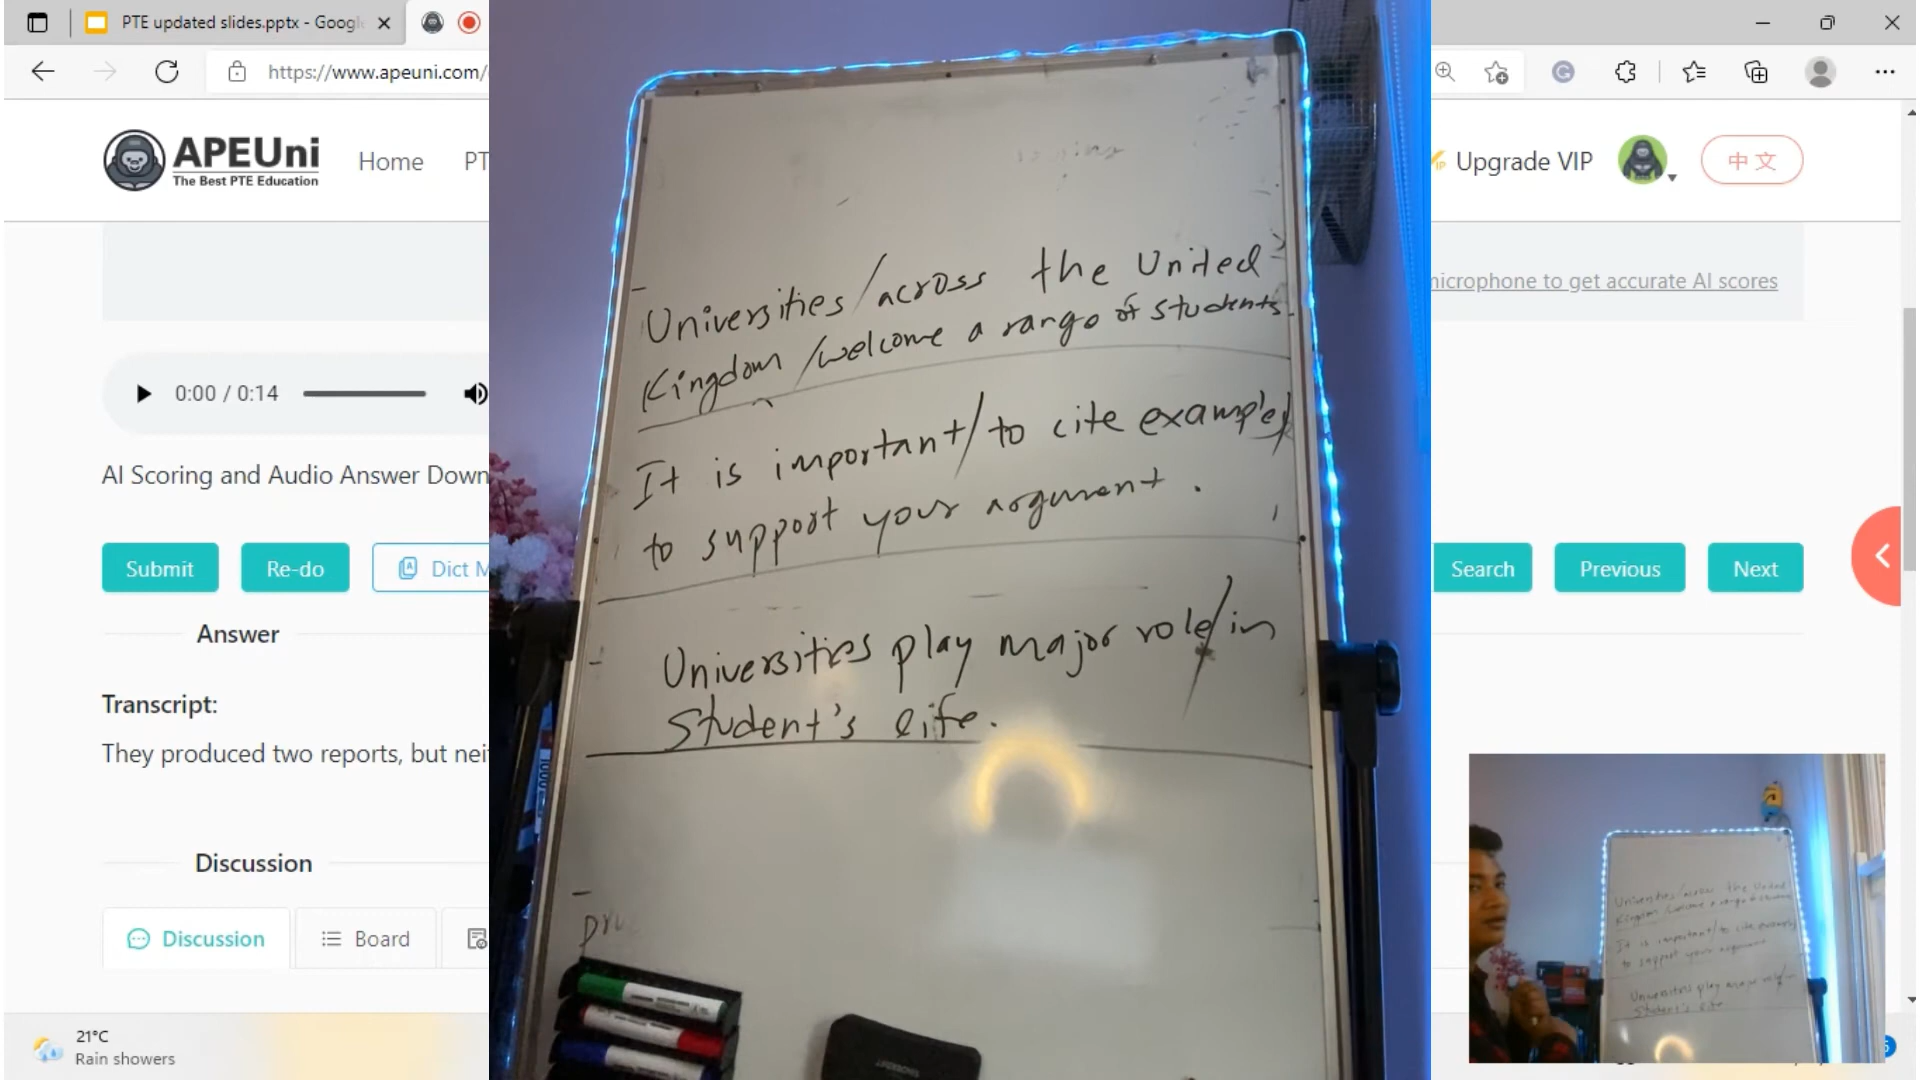 PTE updated slides.pptx - Googl
https://www.apeuni.com/
APEUni
The Best PTE Education
Home
PT
Upgrade VIP
中文
microphone to get accurate AI scores
0:00 / 0:14
AI Scoring and Audio Answer Down
Submit
Re-do
Dict M
Search
Previous
Next
Answer
Transcript:
They produced two reports, but nei
Discussion
Discussion
Board
21°C
Rain showers
Universities/across the United
Kingdom/welcome a range of students.
It is important/to cite examples
to support your argument.
Universities play major role/in
Student's life.